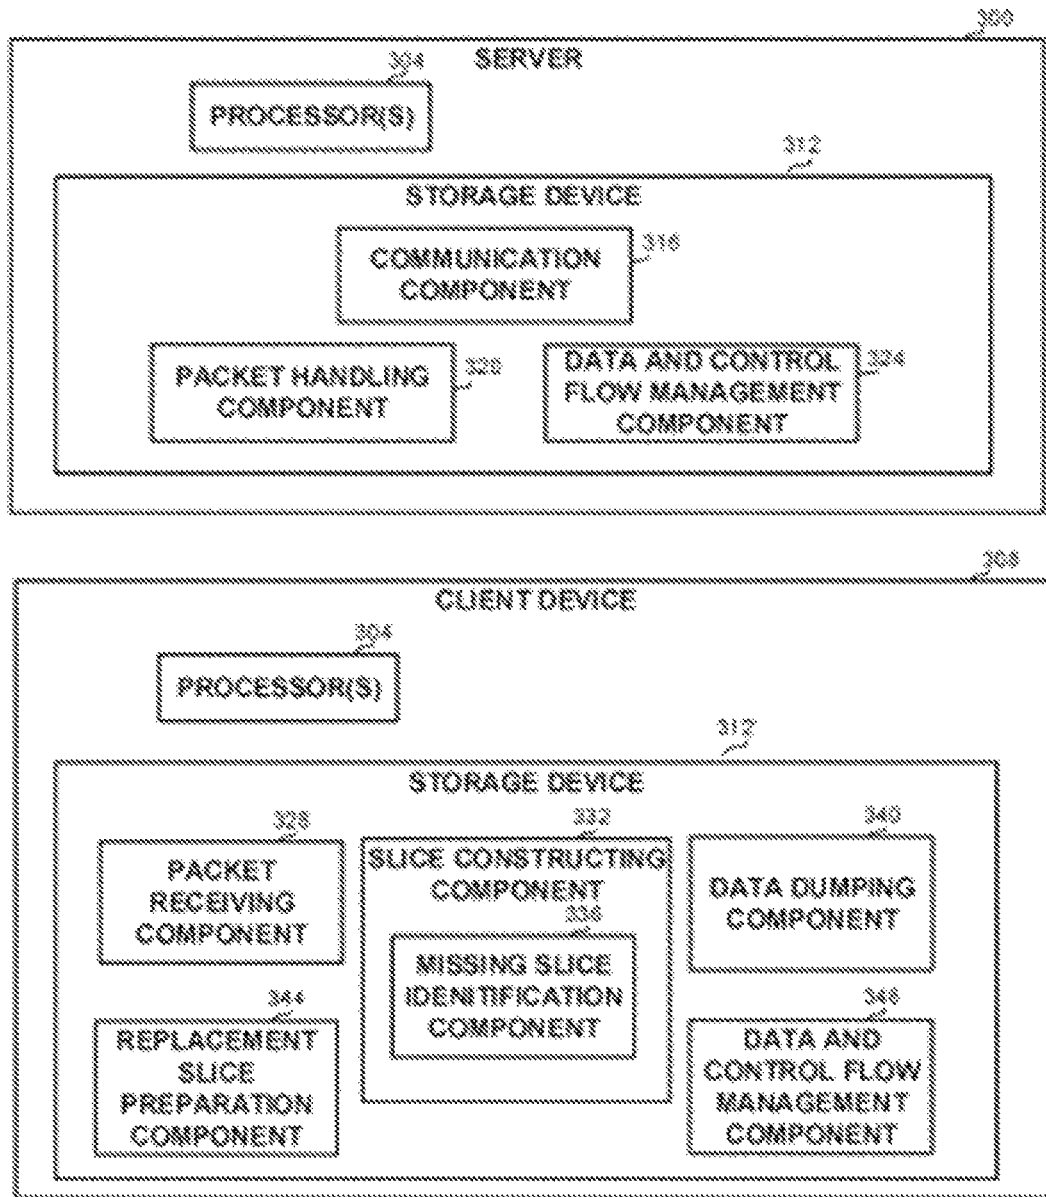 300
SERVER
304
PROCESSOR(S)
312
STORAGE DEVICE
COMMUNICATION
COMPONENT
316
PACKET HANDLING
COMPONENT
320
DATA AND CONTROL
FLOW MANAGEMENT
COMPONENT
324
308
CLIENT DEVICE
304
PROCESSOR(S)
312'
STORAGE DEVICE
328
PACKET
RECEIVING
COMPONENT
332
SLICE CONSTRUCTING
COMPONENT
336
MISSING SLICE
IDENITIFICATION
COMPONENT
340
DATA DUMPING
COMPONENT
344
REPLACEMENT
SLICE
PREPARATION
COMPONENT
348
DATA AND
CONTROL FLOW
MANAGEMENT
COMPONENT